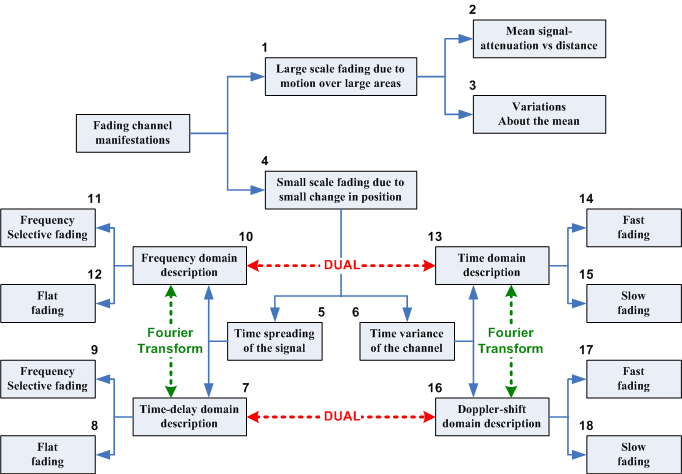 1
Large scale fading due to
motion over large areas
2
Mean signal-
attenuation vs distance
3
Variations
About the mean
Fading channel
manifestations
4
Small scale fading due to
small change in position
11
Frequency
Selective fading
12
Flat
fading
10
Frequency domain
description
DUAL
13
Time domain
description
14
Fast
fading
15
Slow
fading
Fourier
Transform
5
Time spreading
of the signal
6
Time variance
of the channel
Fourier
Transform
9
Frequency
Selective fading
8
Flat
fading
7
Time-delay domain
description
DUAL
16
Doppler-shift
domain description
17
Fast
fading
18
Slow
fading